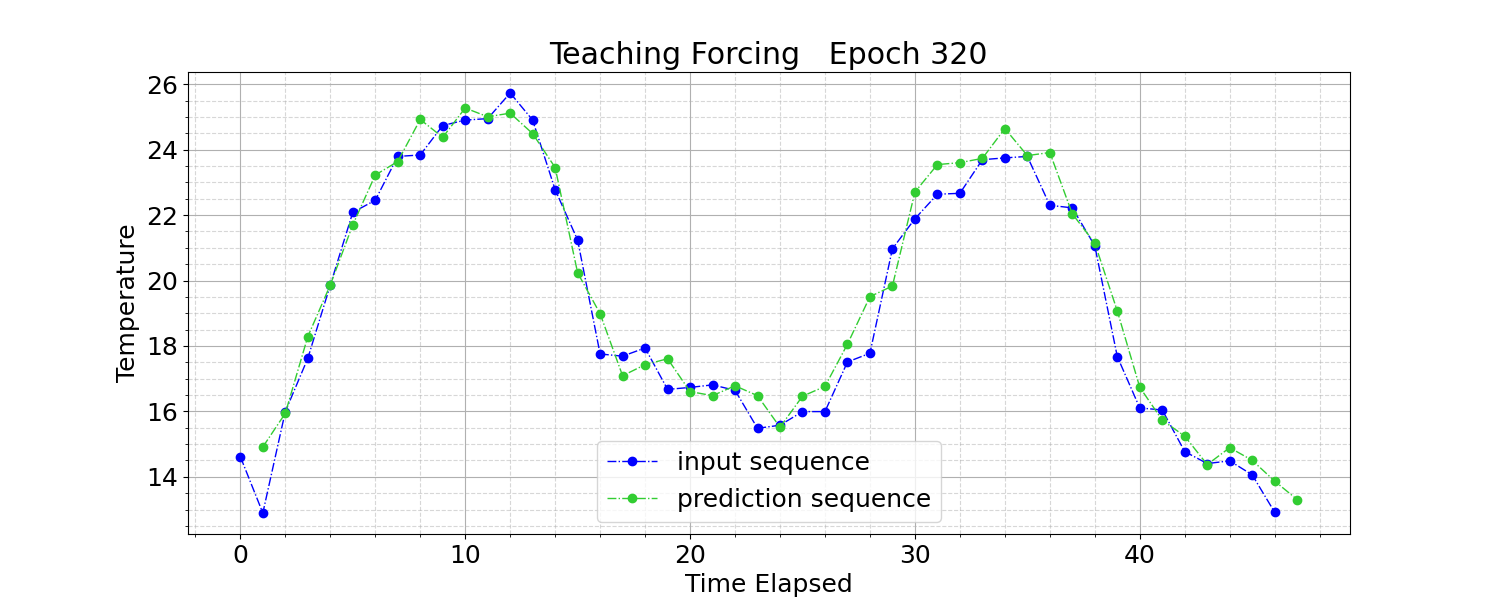 Teaching Forcing   Epoch 320
26
24
22
20
18
16
14
Temperature
input sequence
prediction sequence
0 10 20 30 40
Time Elapsed